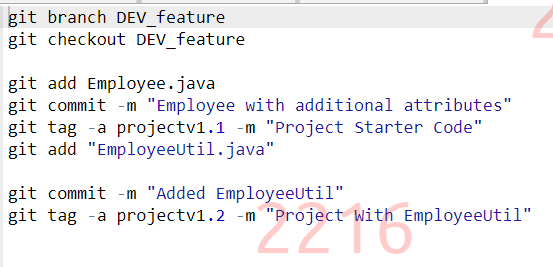 git branch DEV_feature
git checkout DEV_feature
git add Employee.java
git commit -m "Employee with additional attributes"
git tag -a projectv1.1 -m "Project Starter Code"
git add "EmployeeUtil.java"
git commit -m "Added EmployeeUtil"
git tag -a projectv1.2 -m "Project With EmployeeUtil"
2216